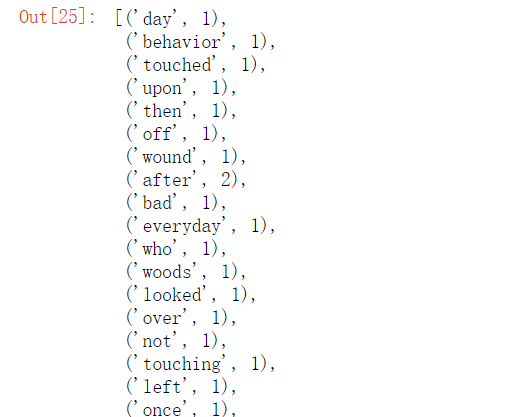 Out[25]: [('day', 1),
('behavior', 1),
('touched', 1),
('upon', 1),
('then', 1),
('off', 1),
('wound', 1),
('after', 2),
('bad', 1),
('everyday', 1),
('who', 1),
('woods', 1),
('looked', 1),
('over', 1),
('not', 1),
('touching', 1),
('left', 1),
('once', 1),